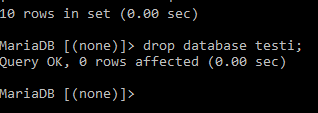 10 rows in set (0.00 sec)
MariaDB [(none)]> drop database testi;
Query OK, 0 rows affected (0.00 sec)
MariaDB [(none)]>